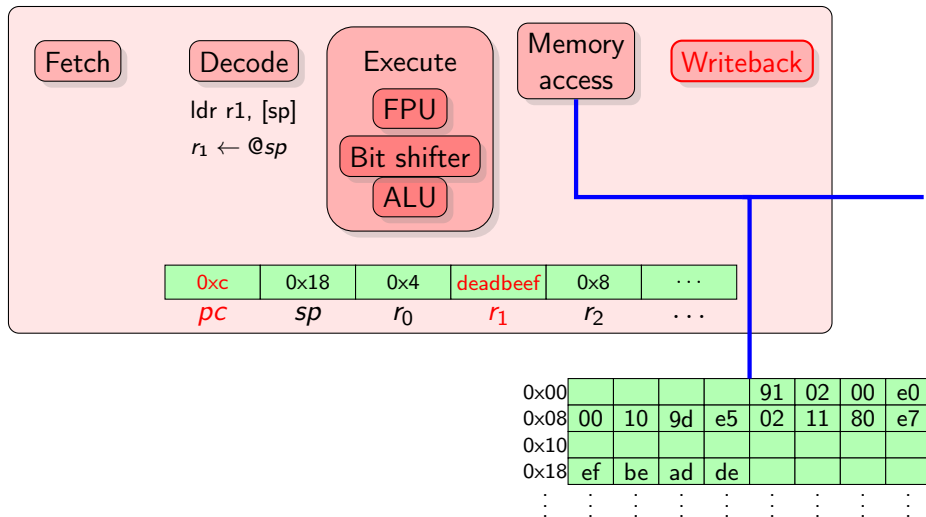 Fetch Decode Execute Memory access Writeback
ldr r1, [sp]
r₁ ← @sp
FPU
Bit shifter
ALU
0xc 0x18 0x4 deadbeef 0x8 ···
pc sp r₀ r₁ r₂ ...
0x00 91 02 00 e0
0x08 00 10 9d e5 02 11 80 e7
0x10
0x18 ef be ad de